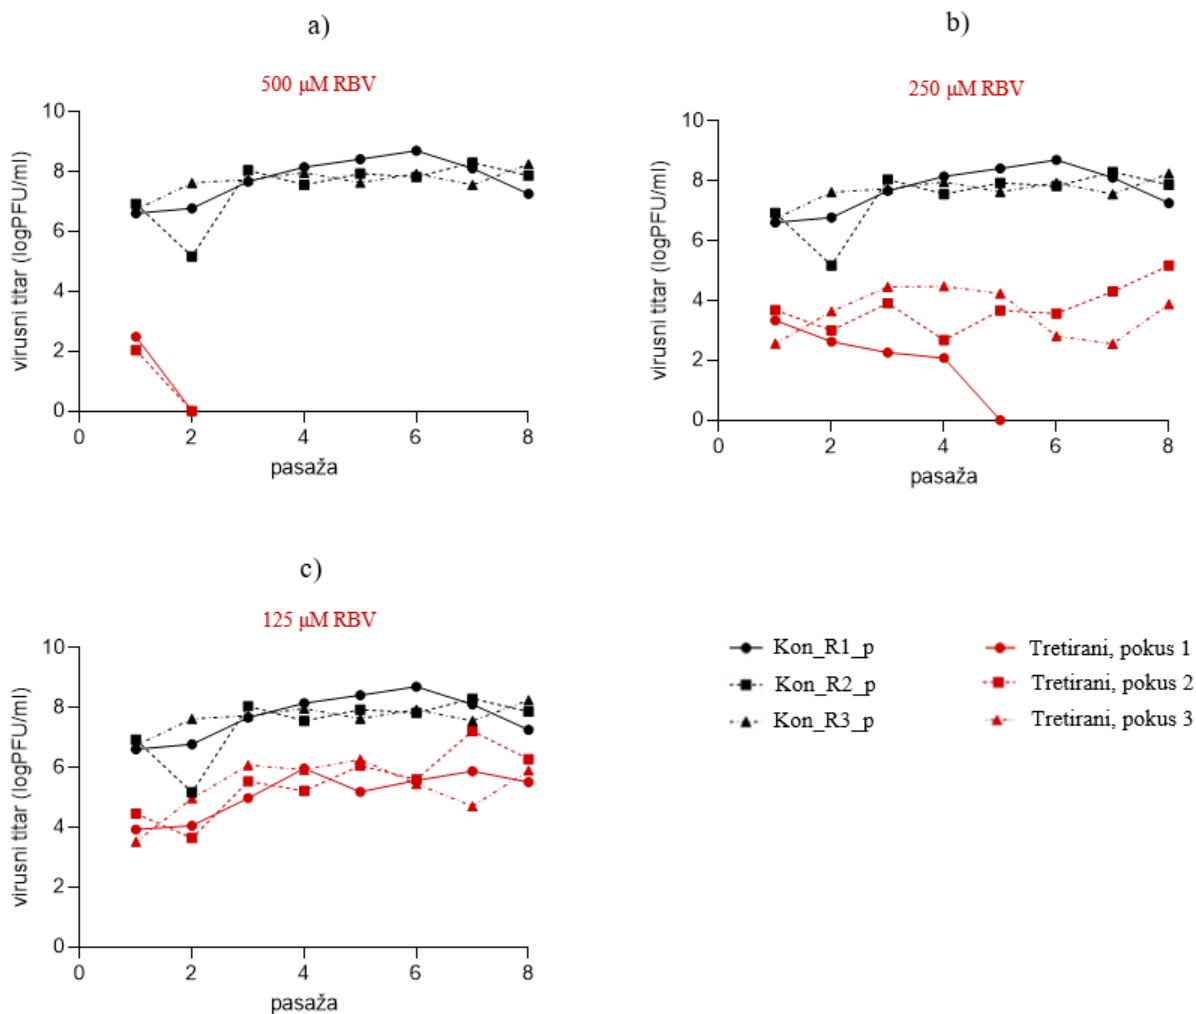 a)
500 µM RBV
virusni titar (logPFU/ml)
10
8
6
4
2
0
0 2 4 6 8
pasaža
b)
250 µM RBV
virusni titar (logPFU/ml)
10
8
6
4
2
0
0 2 4 6 8
pasaža
c)
125 µM RBV
virusni titar (logPFU/ml)
10
8
6
4
2
0
0 2 4 6 8
pasaža
Kon_R1_p
Kon_R2_p
Kon_R3_p
Tretirani, pokus 1
Tretirani, pokus 2
Tretirani, pokus 3